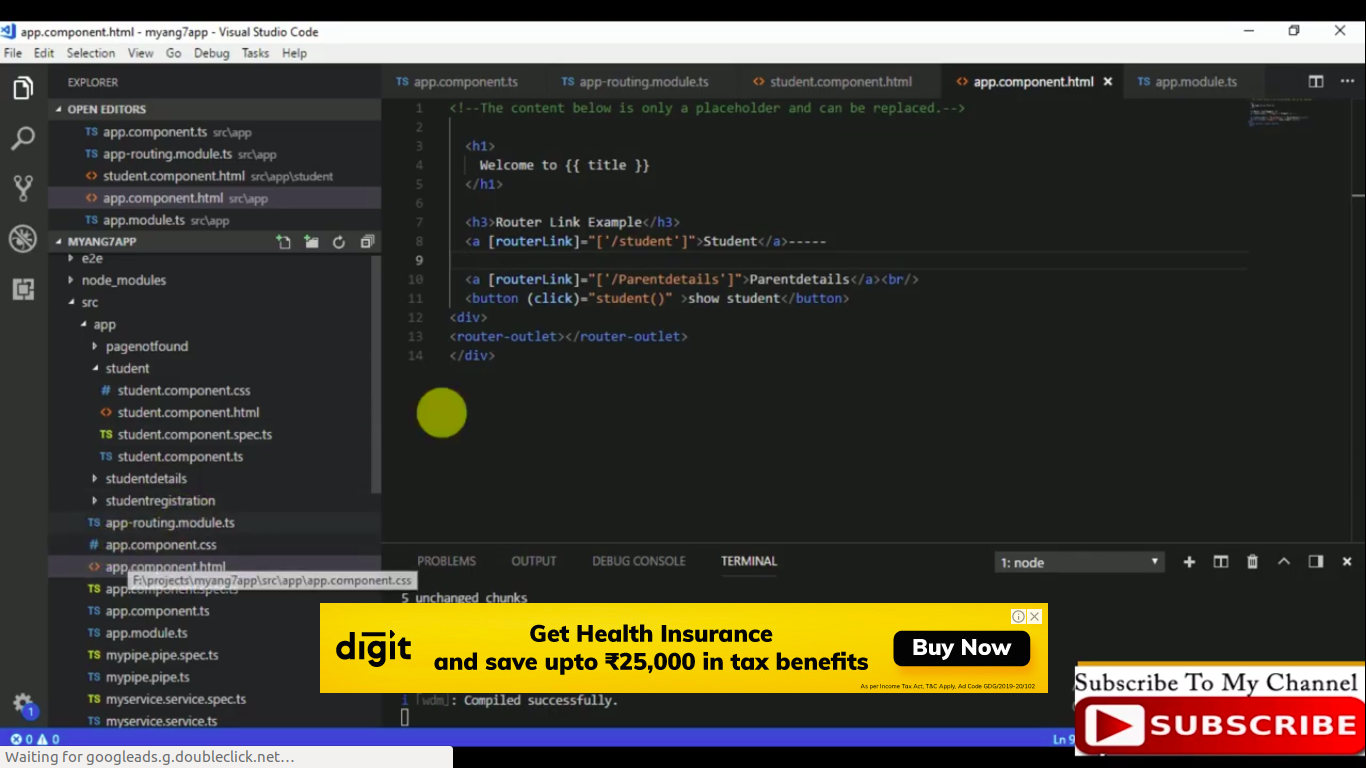 app.component.html - myang7app - Visual Studio Code
File Edit Selection View Go Debug Tasks Help
EXPLORER
OPEN EDITORS
TS app.component.ts src\app
TS app-routing.module.ts src\app
<> student.component.html src\app\student
<> app.component.html src\app
TS app.module.ts src\app
MYANG7APP
e2e
node_modules
src
app
pagenotfound
student
# student.component.css
<> student.component.html
TS student.component.spec.ts
TS student.component.ts
studentdetails
studentregistration
TS app-routing.module.ts
# app.component.css
<> app.component.html
F:\projects\myang7app\src\app\app.component.css
TS app.component.spec.ts
TS app.component.ts
TS app.module.ts
TS mypipe.pipe.spec.ts
TS mypipe.pipe.ts
TS myservice.service.spec.ts
TS myservice.service.ts
TS app.component.ts TS app-routing.module.ts <> student.component.html <> app.component.html × TS app.module.ts ...
1 <!--The content below is only a placeholder and can be replaced.-->
2
3 <h1>
4 Welcome to {{ title }}
5 </h1>
6
7 <h3>Router Link Example</h3>
8 <a [routerLink]="['/student']">Student</a>-----
9
10 <a [routerLink]="['/Parentdetails']">Parentdetails</a><br/>
11 <button (click)="student()" >show student</button>
12 <div>
13 <router-outlet></router-outlet>
14 </div>
PROBLEMS OUTPUT DEBUG CONSOLE TERMINAL 1: node
5 unchanged chunks
digit
Get Health Insurance
and save upto ₹25,000 in tax benefits
Buy Now
As per Income Tax Act, T&C Apply, Ad Code GDG/2019-20/102
i ｢wdm｣: Compiled successfully.
Subscribe To My Channel
SUBSCRIBE
1
0 0
Ln 9
Waiting for googleads.g.doubleclick.net…